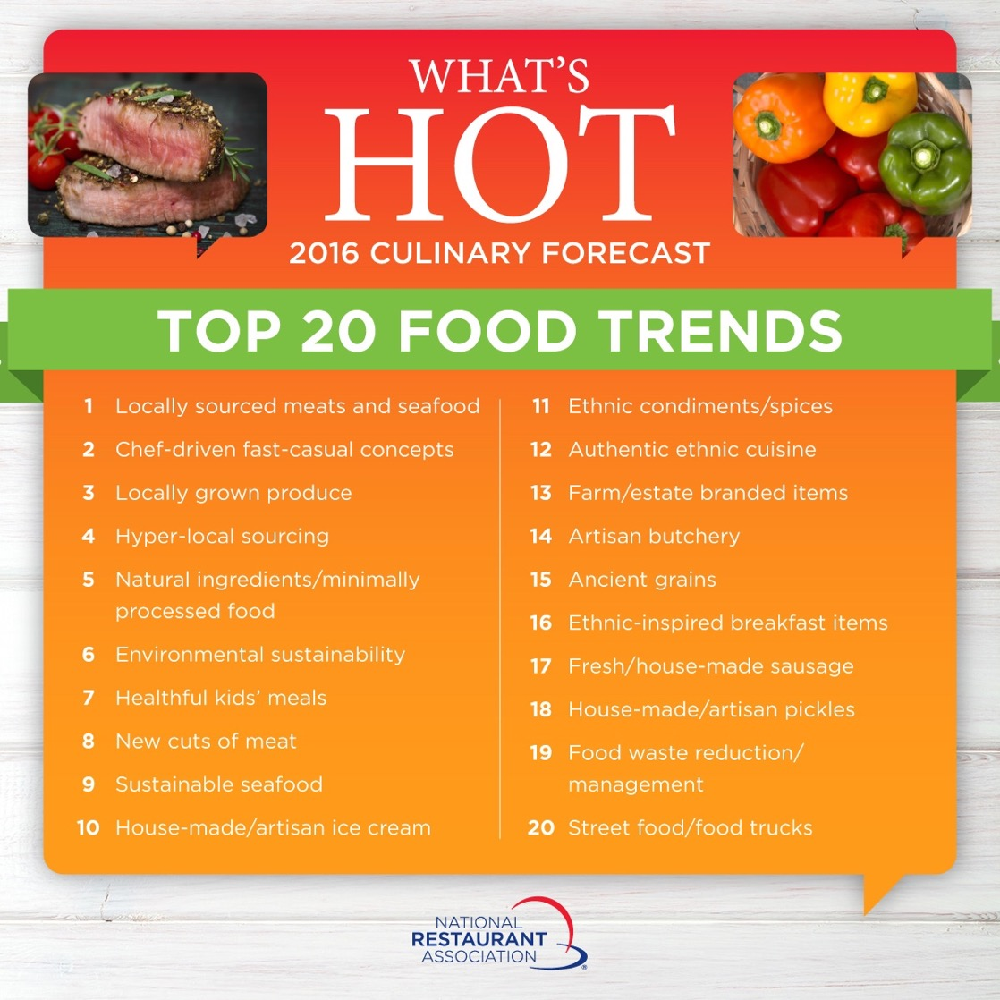 WHAT'S
HOT
2016 CULINARY FORECAST
TOP 20 FOOD TRENDS
1 Locally sourced meats and seafood
2 Chef-driven fast-casual concepts
3 Locally grown produce
4 Hyper-local sourcing
5 Natural ingredients/minimally
processed food
6 Environmental sustainability
7 Healthful kids' meals
8 New cuts of meat
9 Sustainable seafood
10 House-made/artisan ice cream
11 Ethnic condiments/spices
12 Authentic ethnic cuisine
13 Farm/estate branded items
14 Artisan butchery
15 Ancient grains
16 Ethnic-inspired breakfast items
17 Fresh/house-made sausage
18 House-made/artisan pickles
19 Food waste reduction/
management
20 Street food/food trucks
NATIONAL
RESTAURANT
ASSOCIATION®